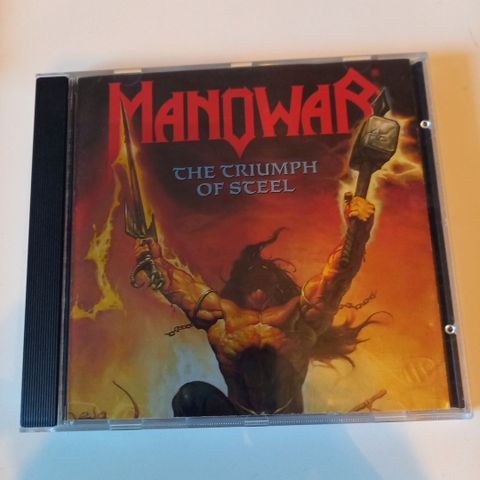 MANOWAR®
THE TRIUMPH
OF STEEL